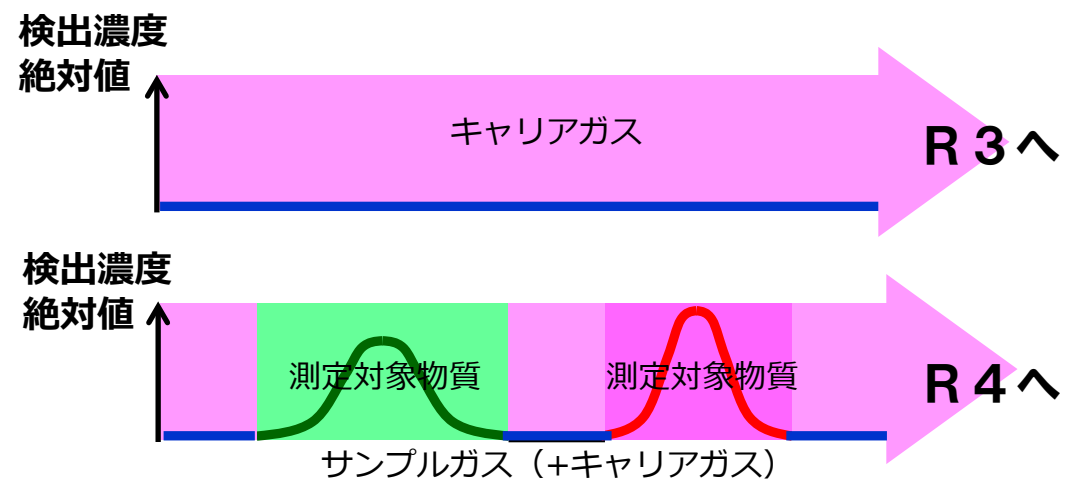 検出濃度
絶対値
キャリアガス
R3へ
検出濃度
絶対値
測定対象物質
測定対象物質
R4へ
サンプルガス（+キャリアガス）